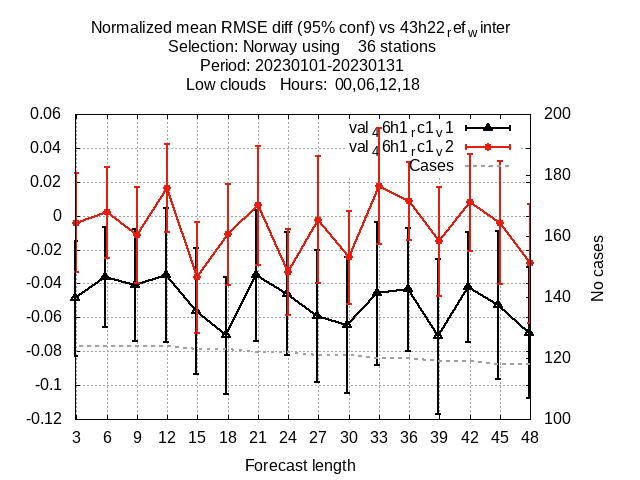 Normalized mean RMSE diff (95% conf) vs 43h22ref_winter
Selection: Norway using    36 stations
Period: 20230101-20230131
Low clouds   Hours:  00,06,12,18
0.06
0.04
0.02
0
-0.02
-0.04
-0.06
-0.08
-0.1
-0.12
val46h1rc1v1
val46h1rc1v2
Cases
200
180
160
140
120
100
No cases
3 6 9 12 15 18 21 24 27 30 33 36 39 42 45 48
Forecast length